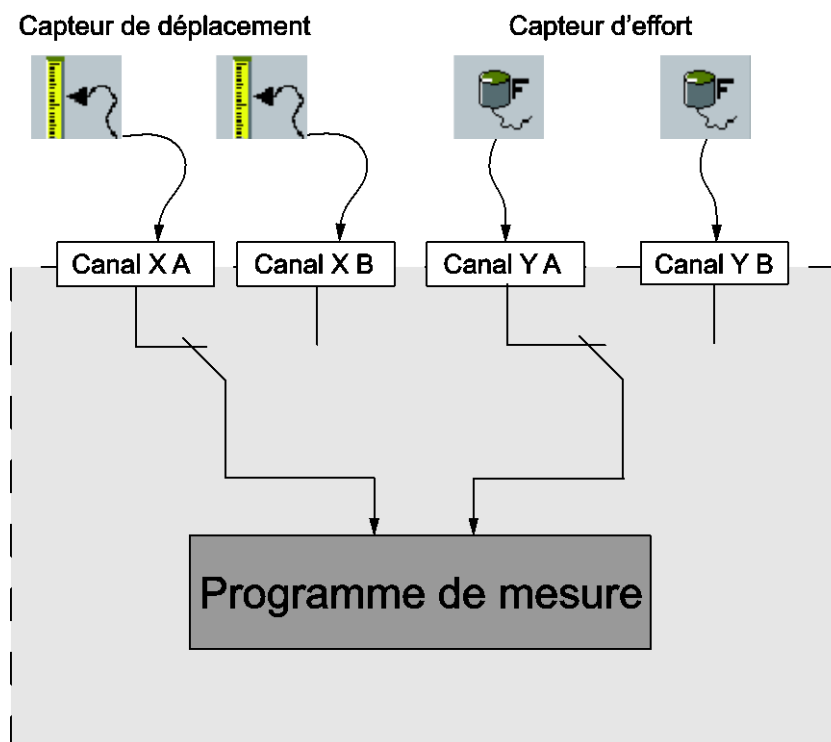 Capteur de déplacement
Capteur d'effort
F
F
Canal X A
Canal X B
Canal Y A
Canal Y B
Programme de mesure